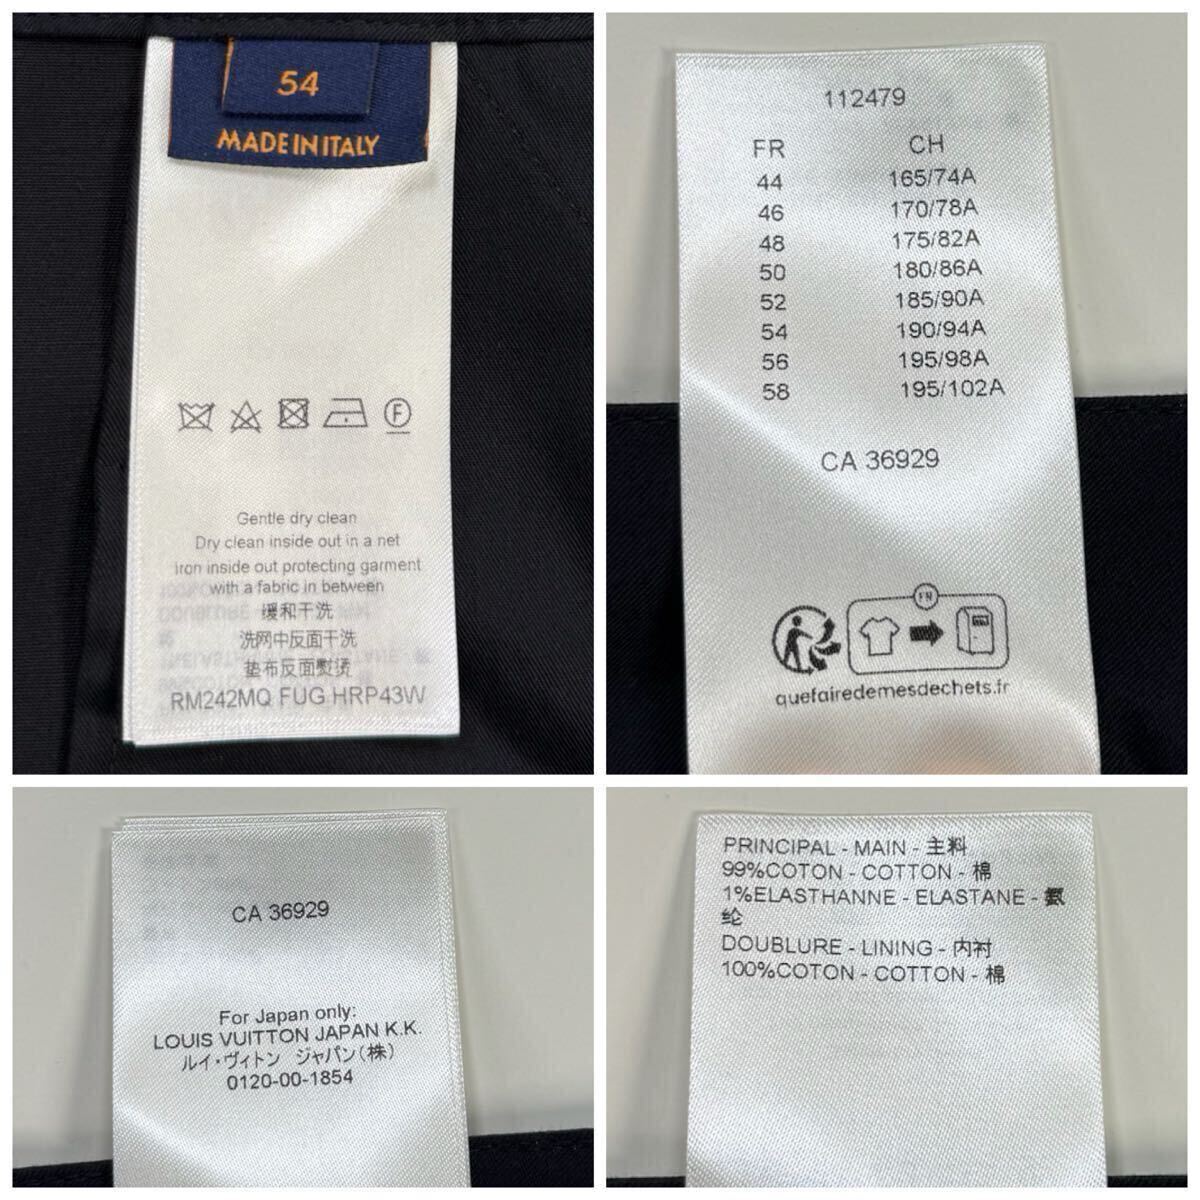 54
MADE IN ITALY
F
Gentle dry clean
Dry clean inside out in a net
Iron inside out protecting garment
with a fabric in between
缓和干洗
洗网中反面干洗
垫布反面熨烫
RM242MQ FUG HRP43W
112479
FR CH
44 165/74A
46 170/78A
48 175/82A
50 180/86A
52 185/90A
54 190/94A
56 195/98A
58 195/102A
CA 36929
FR
quefairedemesdechets.fr
CA 36929
For Japan only:
LOUIS VUITTON JAPAN K.K.
ルイ・ヴィトン ジャパン(株)
0120-00-1854
PRINCIPAL - MAIN - 主料
99%COTON - COTTON - 棉
1%ELASTHANNE - ELASTANE - 氨
纶
DOUBLURE - LINING - 内衬
100%COTON - COTTON - 棉